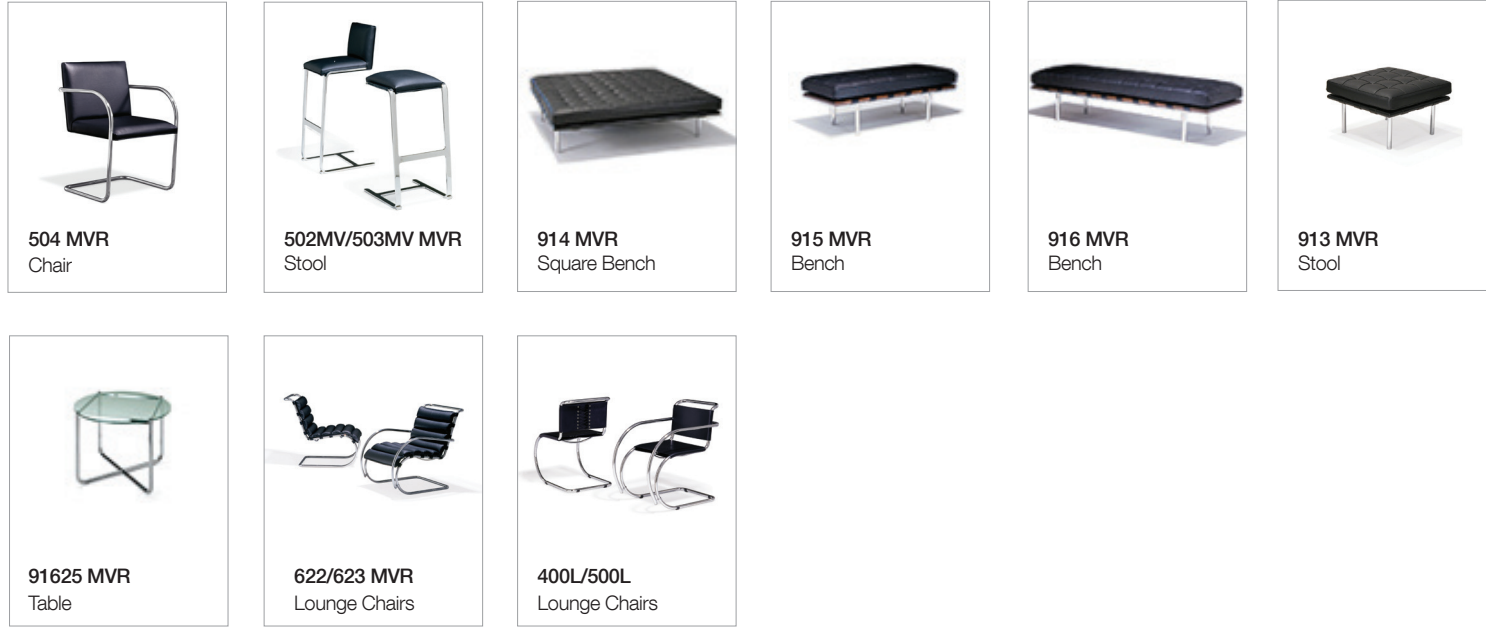 504 MVR
Chair
502MV/503MV MVR
Stool
914 MVR
Square Bench
915 MVR
Bench
916 MVR
Bench
913 MVR
Stool
91625 MVR
Table
622/623 MVR
Lounge Chairs
400L/500L
Lounge Chairs